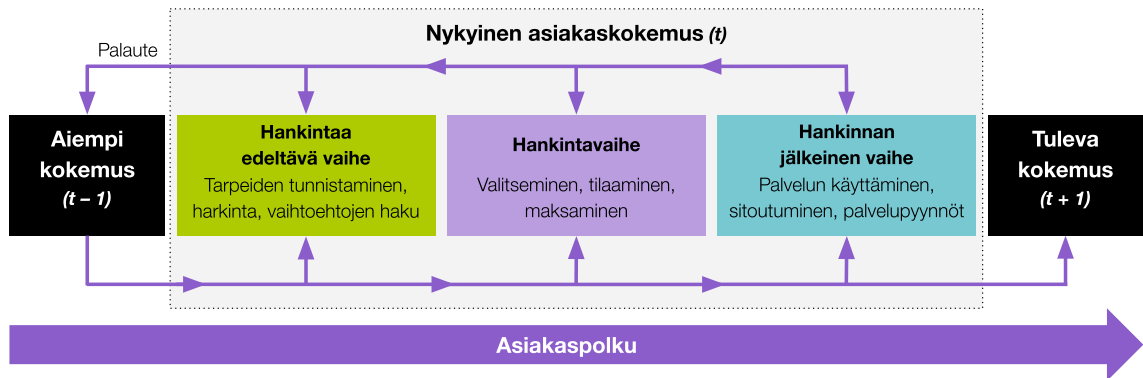 Nykyinen asiakaskokemus (t)
Palaute
Aiempi
kokemus
(t – 1)
Hankintaa
edeltävä vaihe
Tarpeiden tunnistaminen,
harkinta, vaihtoehtojen haku
Hankintavaihe
Valitseminen, tilaaminen,
maksaminen
Hankinnan
jälkeinen vaihe
Palvelun käyttäminen,
sitoutuminen, palvelupyynnöt
Tuleva
kokemus
(t + 1)
Asiakaspolku